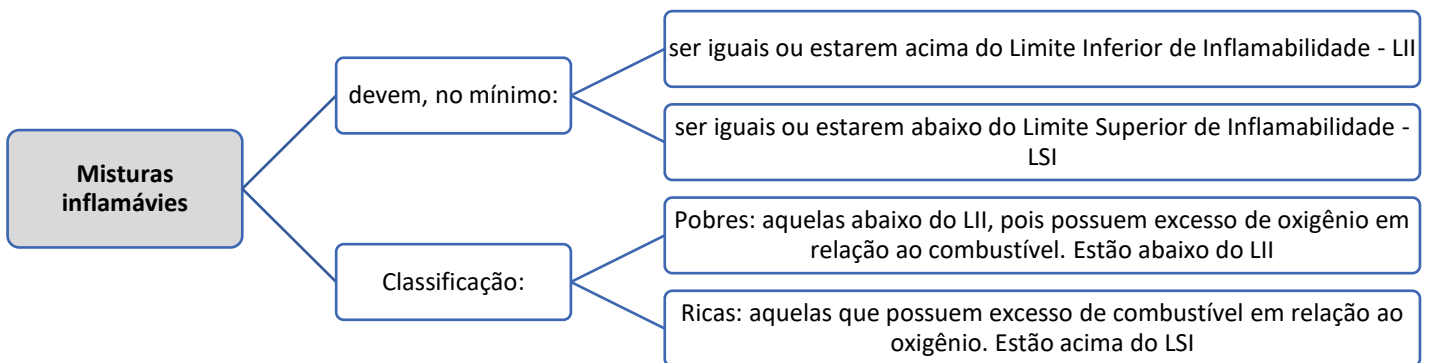 Misturas
inflamávies
devem, no mínimo:
ser iguais ou estarem acima do Limite Inferior de Inflamabilidade - LII
ser iguais ou estarem abaixo do Limite Superior de Inflamabilidade -
LSI
Classificação:
Pobres: aquelas abaixo do LII, pois possuem excesso de oxigênio em
relação ao combustível. Estão abaixo do LII
Ricas: aquelas que possuem excesso de combustível em relação ao
oxigênio. Estão acima do LSI